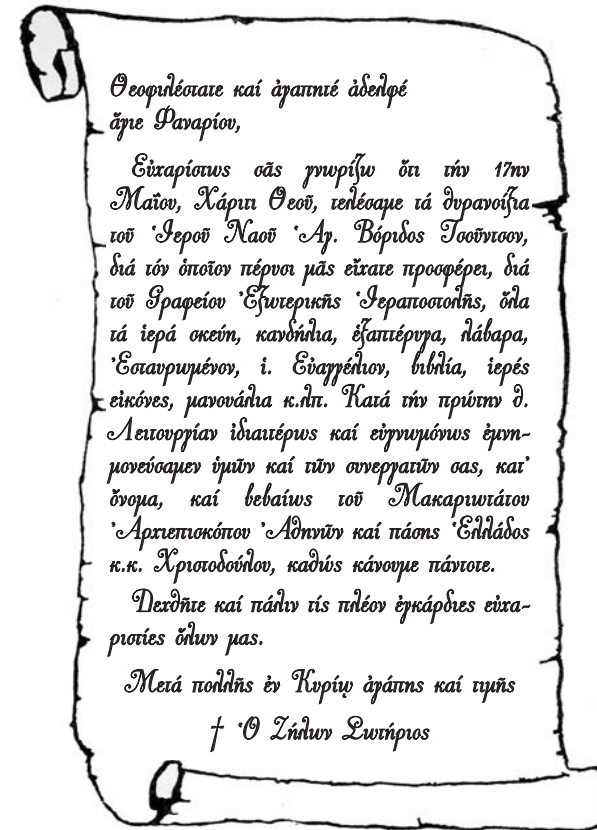 Θεοφιλέστατε καί ἀγαπητέ ἀδελφέ
ἅγιε Φαναρίου,
Εὐχαρίστως σᾶς γνωρίζω ὅτι τήν 17ην
Μαΐου, Χάριτι Θεοῦ, τελέσαμε τά θυρανοίξια
τοῦ Ἱεροῦ Ναοῦ Ἁγ. Βόριδος Τσοῦντσον,
διά τόν ὁποῖον πέρυσι μᾶς εἴχατε προσφέρει, διά
τοῦ Γραφείου Ἐξωτερικῆς Ἱεραποστολῆς, ὅλα
τά ἱερά σκεύη, κανδήλια, ἑξαπτέρυγα, λάβαρα,
Ἐσταυρωμένον, ἱ. Εὐαγγέλιον, βιβλία, ἱερές
εἰκόνες, μανουάλια κ.λπ. Κατά τήν πρώτην θ.
Λειτουργίαν ἰδιαιτέρως καί εὐγνωμόνως ἐμνη-
μονεύσαμεν ὑμῶν καί τῶν συνεργατῶν σας, κατ’
ὄνομα, καί βεβαίως τοῦ Μακαριωτάτου
Ἀρχιεπισκόπου Ἀθηνῶν καί πάσης Ἑλλάδος
κ.κ. Χριστοδούλου, καθώς κάνουμε πάντοτε.
Δεχθῆτε καί πάλιν τίς πλέον ἐγκάρδιες εὐχα-
ριστίες ὅλων μας.
Μετά πολλῆς ἐν Κυρίῳ ἀγάπης καί τιμῆς
† Ὁ Ζήλων Σωτήριος